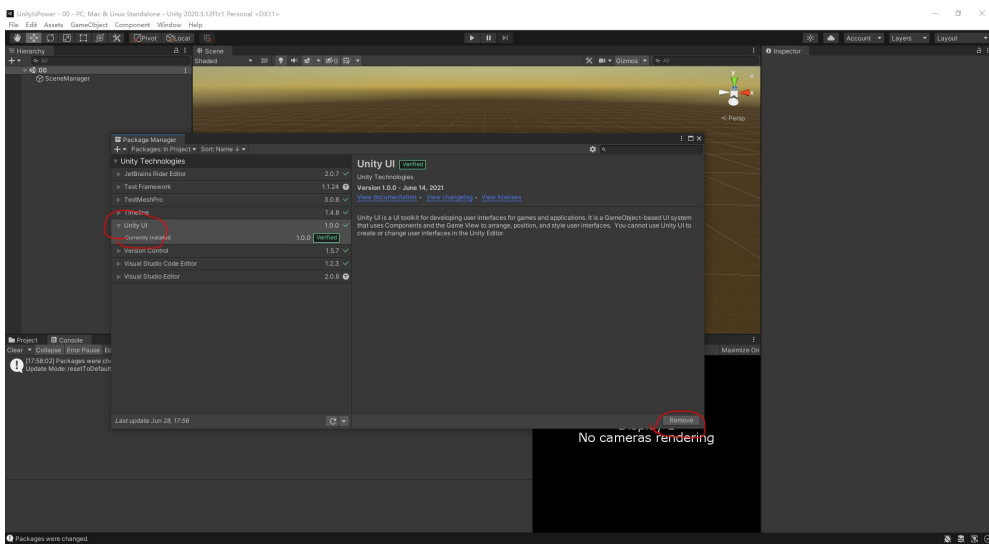 UnityIsPower - 00 - PC, Mac & Linux Standalone - Unity 2020.3.12f1c1 Personal <DX11>
File Edit Assets GameObject Component Window Help
Pivot Local
Account Layers Layout
Hierarchy
Scene
Inspector
All
Shaded 2D 0 Gizmos All
00
SceneManager
y
Persp
Package Manager
Packages: In Project Sort: Name ↓
Unity Technologies
JetBrains Rider Editor 2.0.7
Test Framework 1.1.24
TextMeshPro 3.0.6
Timeline 1.4.8
Unity UI 1.0.0
Currently Installed 1.0.0 Verified
Version Control 1.5.7
Visual Studio Code Editor 1.2.3
Visual Studio Editor 2.0.8
Last update Jun 28, 17:56
Unity UI Verified
Unity Technologies
Version 1.0.0 - June 14, 2021
View documentation • View changelog • View licenses
Unity UI is a UI toolkit for developing user interfaces for games and applications. It is a GameObject-based UI system
that uses Components and the Game View to arrange, position, and style user interfaces. You cannot use Unity UI to
create or change user interfaces in the Unity Editor.
Remove
Project Console
Clear Collapse Error Pause
[17:58:02] Packages were
Update Mode: resetToDefault
Maximize On
No cameras rendering
Packages were changed.